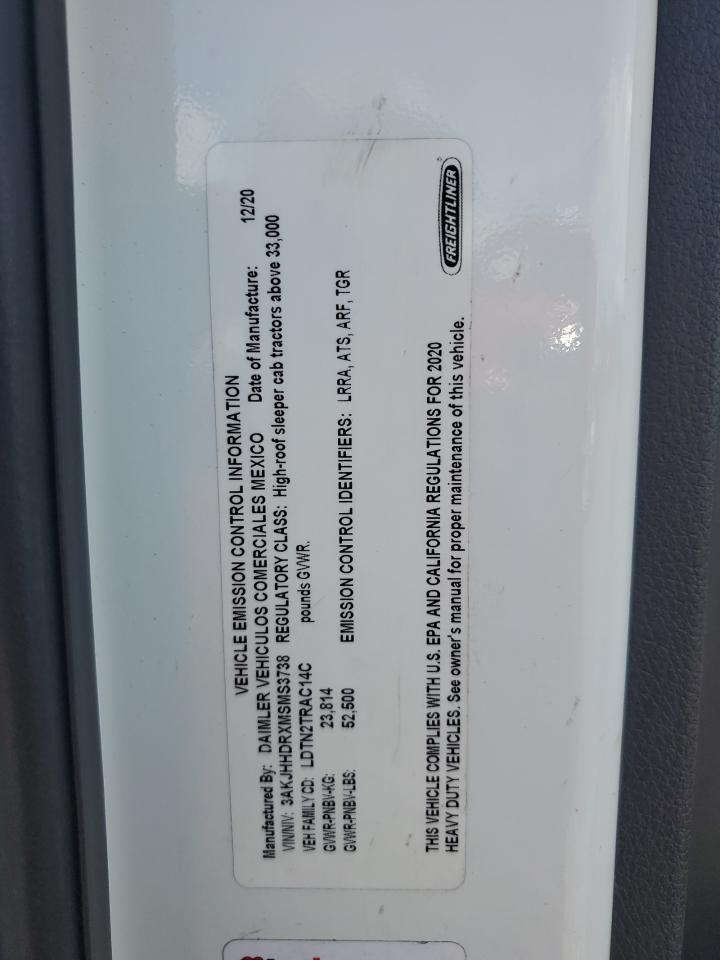 VEHICLE EMISSION CONTROL INFORMATION
Manufactured By: DAIMLER VEHICULOS COMERCIALES MEXICO Date of Manufacture: 12/20
VIN/NIV: 3AKJHHDRXMSMS3738 REGULATORY CLASS: High-roof sleeper cab tractors above 33,000
VEH FAMILY CD: LDTN2TRAC14C pounds GVWR.
GVWR-PNBV-KG: 23,814
GVWR-PNBV-LBS: 52,500 EMISSION CONTROL IDENTIFIERS: LRRA, ATS, ARF, TGR
THIS VEHICLE COMPLIES WITH U.S. EPA AND CALIFORNIA REGULATIONS FOR 2020
HEAVY DUTY VEHICLES. See owner's manual for proper maintenance of this vehicle.
FREIGHTLINER